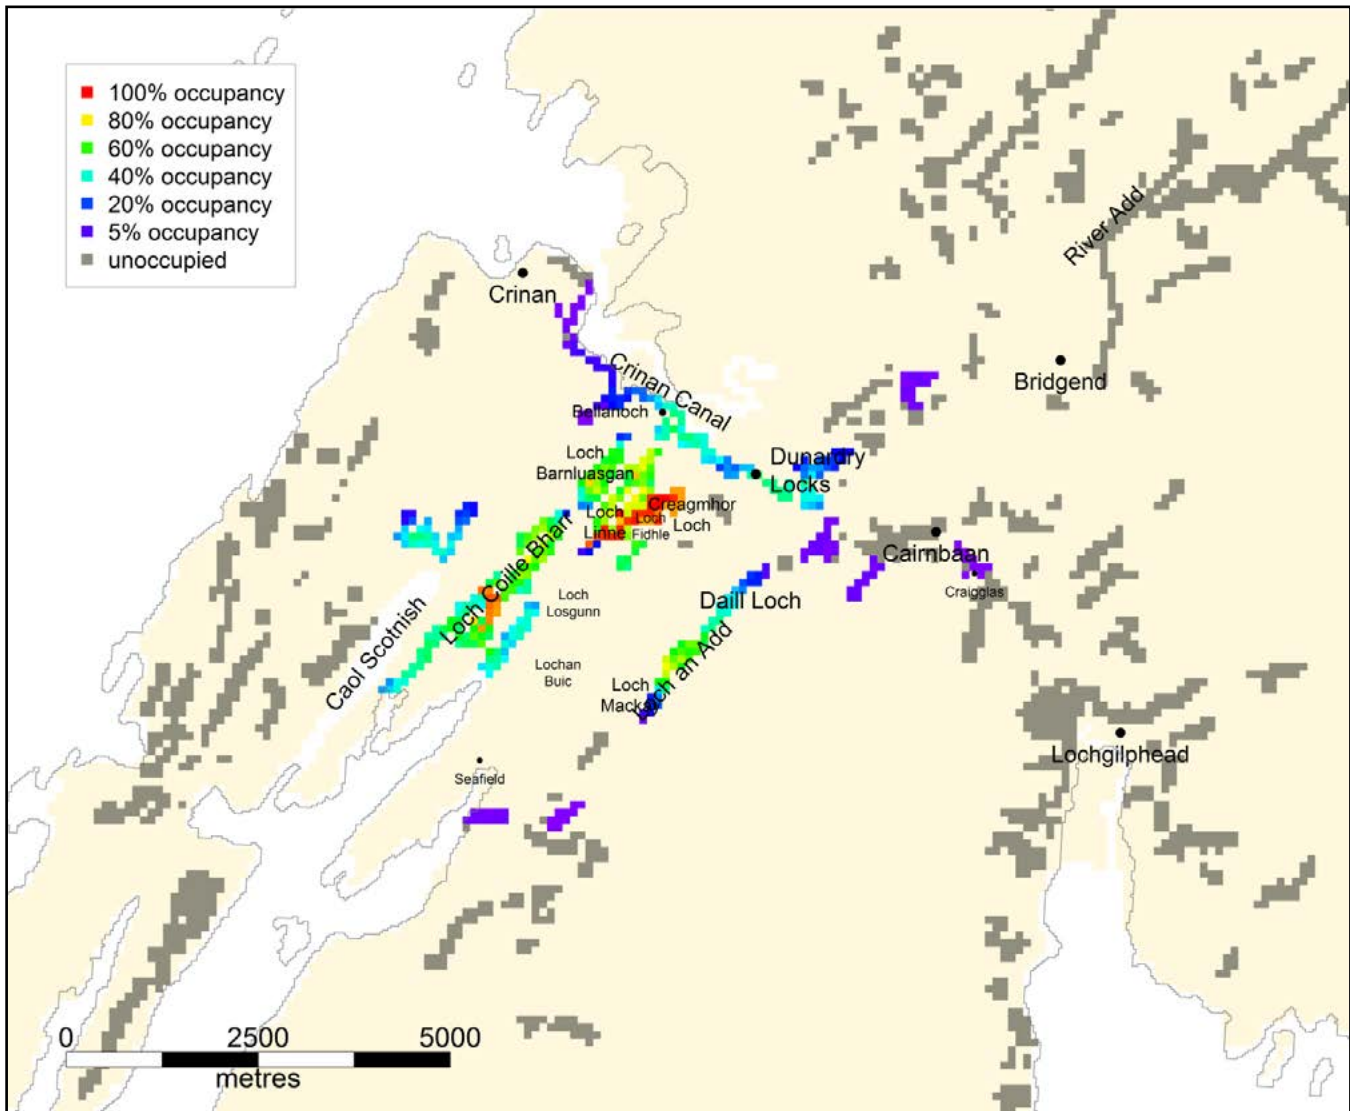 100% occupancy
80% occupancy
60% occupancy
40% occupancy
20% occupancy
5% occupancy
unoccupied
River Add
Crinan
Crinan Canal
Bridgend
Bellanoch
Loch
Barnluasgan
Dunardry
Locks
Creagmhor
Loch
Loch
Linne
Loch
Fidhle
Cairnbaan
Craigglas
Loch Coille Bharr
Daill Loch
Loch
Losgunn
Caol Scotnish
Lochan
Buic
Loch an Add
Loch
Mackay
Lochgilphead
Seafield
0 2500 5000
metres